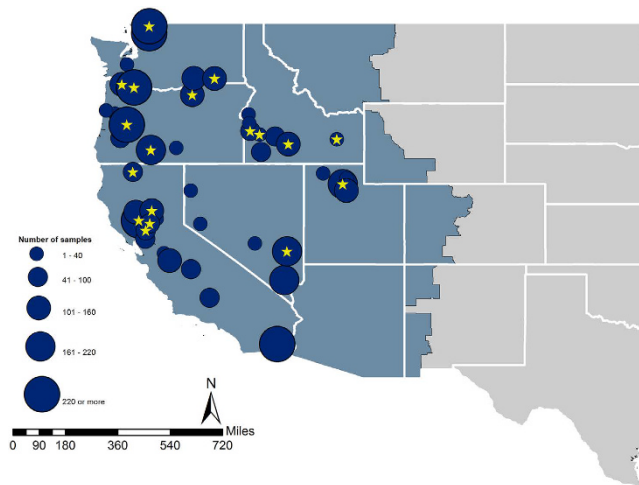 Number of samples
1 - 40
41 - 100
101 - 160
161 - 220
220 or more
N
Miles
0 90 180 360 540 720